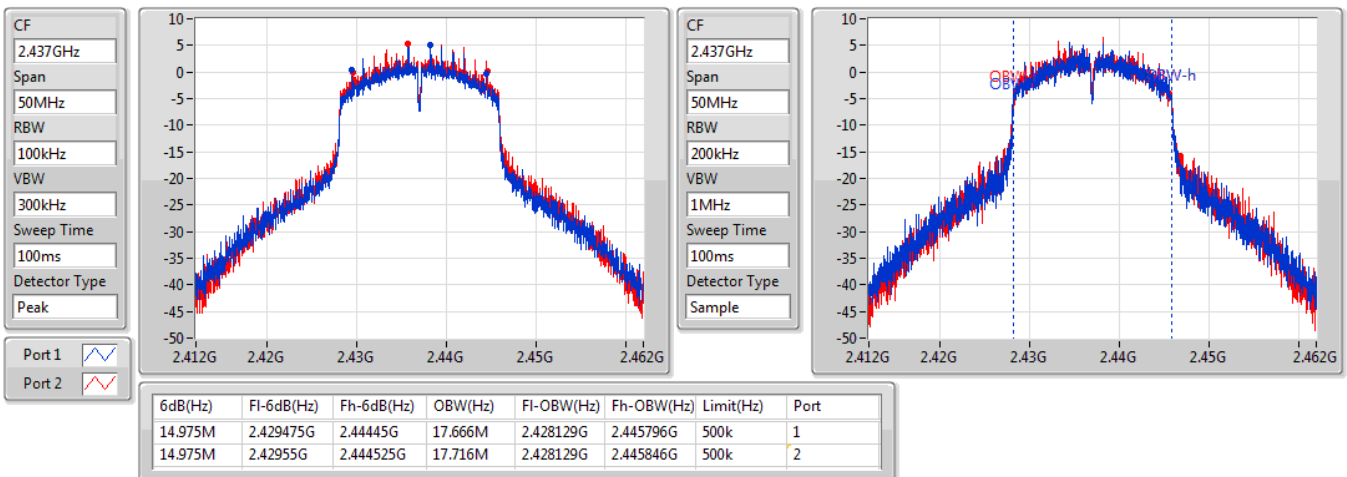 CF
2.437GHz
Span
50MHz
RBW
100kHz
VBW
300kHz
Sweep Time
100ms
Detector Type
Peak
Port 1
Port 2
10
5
0
-5
-10
-15
-20
-25
-30
-35
-40
-45
-50
2.412G 2.42G 2.43G 2.44G 2.45G 2.462G
CF
2.437GHz
Span
50MHz
RBW
200kHz
VBW
1MHz
Sweep Time
100ms
Detector Type
Sample
10
5
0
-5
-10
-15
-20
-25
-30
-35
-40
-45
-50
OBW-h
2.412G 2.42G 2.43G 2.44G 2.45G 2.462G
6dB(Hz) Fl-6dB(Hz) Fh-6dB(Hz) OBW(Hz) Fl-OBW(Hz) Fh-OBW(Hz) Limit(Hz) Port
14.975M 2.429475G 2.44445G 17.666M 2.428129G 2.445796G 500k 1
14.975M 2.42955G 2.444525G 17.716M 2.428129G 2.445846G 500k 2